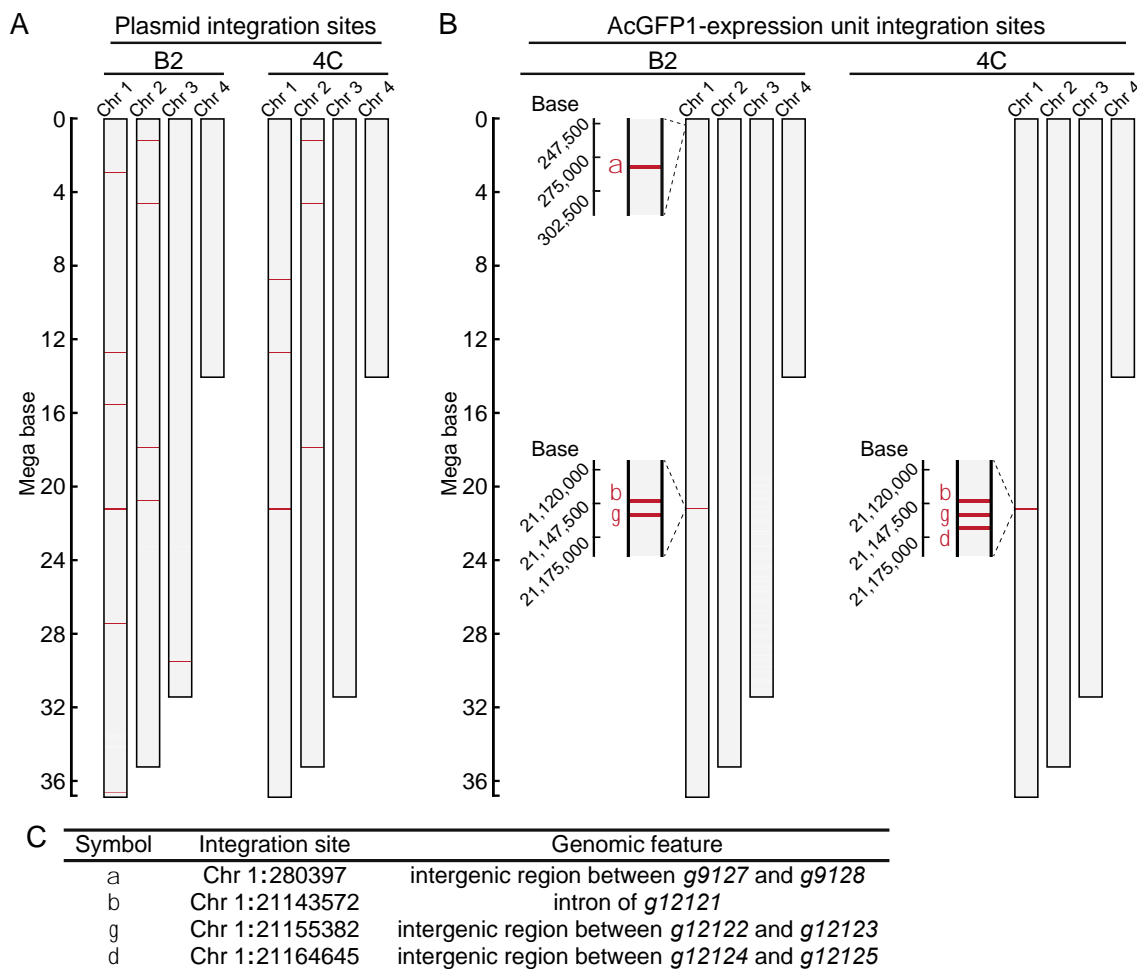 A
Plasmid integration sites
B2
4C
Chr 1
Chr 2
Chr 3
Chr 4
Chr 1
Chr 2
Chr 3
Chr 4
Mega base
0
4
8
12
16
20
24
28
32
36
B
AcGFP1-expression unit integration sites
B2
4C
Chr 1
Chr 2
Chr 3
Chr 4
Chr 1
Chr 2
Chr 3
Chr 4
Mega base
0
4
8
12
16
20
24
28
32
36
Base
247,500
275,000
302,500
a
Base
21,120,000
21,147,500
21,175,000
b
g
Base
21,120,000
21,147,500
21,175,000
b
g
d
C
Symbol Integration site Genomic feature
a Chr 1:280397 intergenic region between g9127 and g9128
b Chr 1:21143572 intron of g12121
g Chr 1:21155382 intergenic region between g12122 and g12123
d Chr 1:21164645 intergenic region between g12124 and g12125